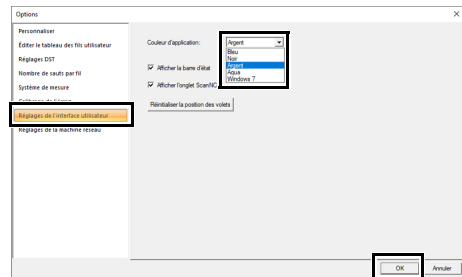 Options
Personnaliser
Éditer le tableau des fils utilisateur
Réglages DST
Nombre de sauts par fil
Système de mesure
Réglages de l'interface utilisateur
Réglages de la machine réseau
Couleur d'application:
Argent
Bleu
Noir
Argent
Aqua
Windows 7
Afficher la barre d'état
Afficher l'onglet ScanNC
Réinitialiser la position des volets
OK
Annuler